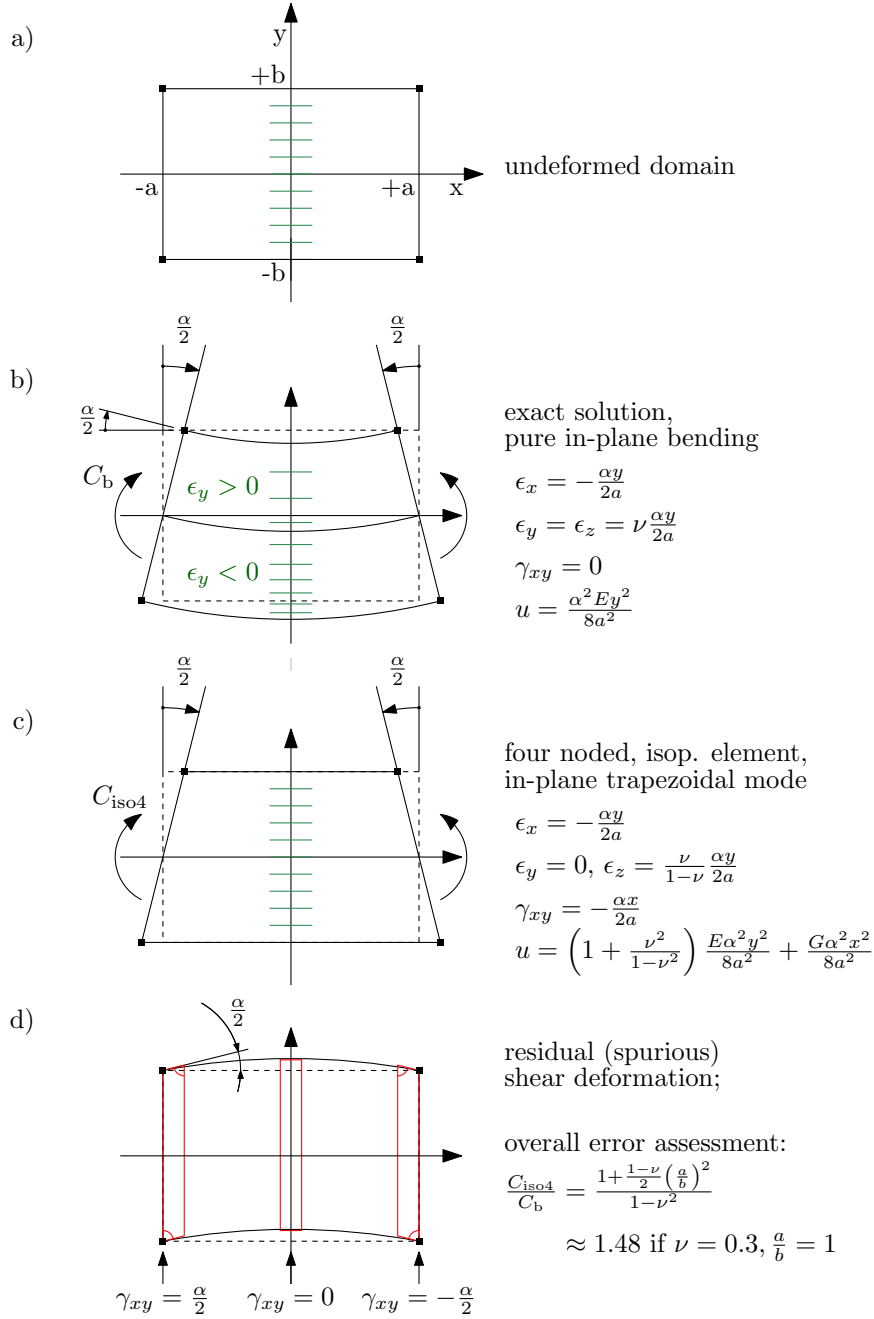 a)
y
+b
-a
+a
x
-b
undeformed domain
b)
α/2
α/2
α/2
C_b
ϵ_y > 0
ϵ_y < 0
exact solution,
pure in-plane bending
ϵ_x = −αy/2a
ϵ_y = ϵ_z = ν αy/2a
γ_xy = 0
u = α²Ey²/8a²
c)
α/2
α/2
C_iso4
four noded, isop. element,
in-plane trapezoidal mode
ϵ_x = −αy/2a
ϵ_y = 0, ϵ_z = ν/(1−ν) αy/2a
γ_xy = −αx/2a
u = (1 + ν²/(1−ν²)) Eα²y²/8a² + Gα²x²/8a²
d)
α/2
residual (spurious)
shear deformation;
overall error assessment:
C_iso4/C_b = (1 + (1−ν)/2 (a/b)²)/(1−ν²)
≈ 1.48 if ν = 0.3, a/b = 1
γ_xy = α/2
γ_xy = 0
γ_xy = −α/2